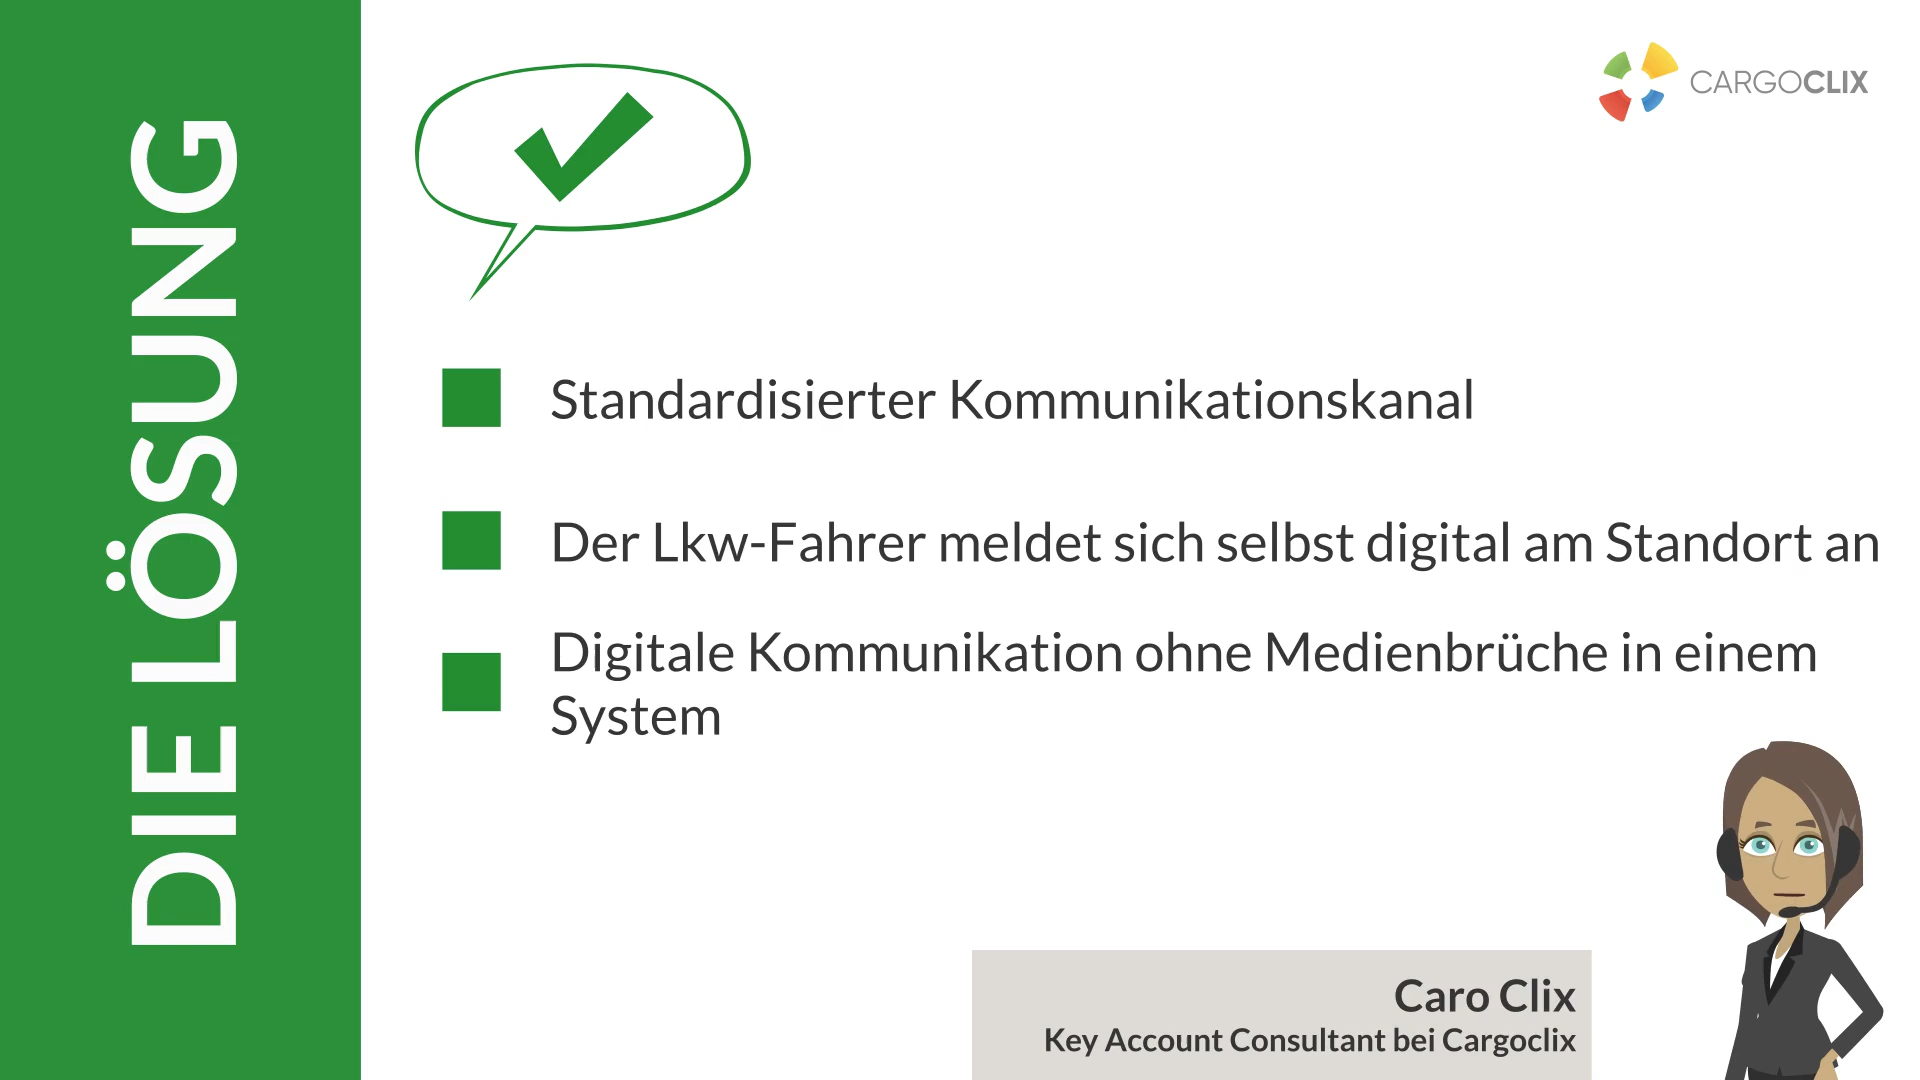 DIE LÖSUNG
CARGOCLIX
Standardisierter Kommunikationskanal
Der Lkw-Fahrer meldet sich selbst digital am Standort an
Digitale Kommunikation ohne Medienbrüche in einem
System
Caro Clix
Key Account Consultant bei Cargoclix